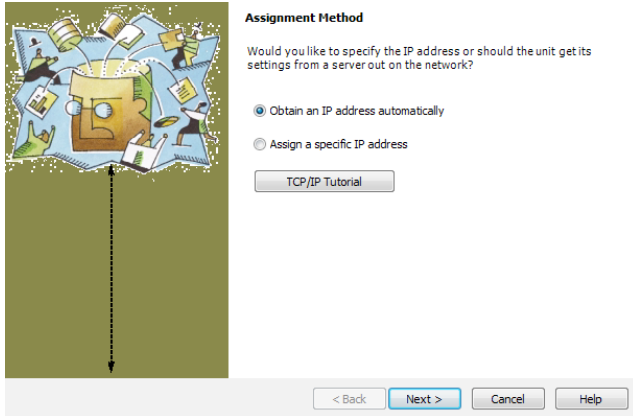 Assignment Method
Would you like to specify the IP address or should the unit get its
settings from a server out on the network?
Obtain an IP address automatically
Assign a specific IP address
TCP/IP Tutorial
< Back
Next >
Cancel
Help